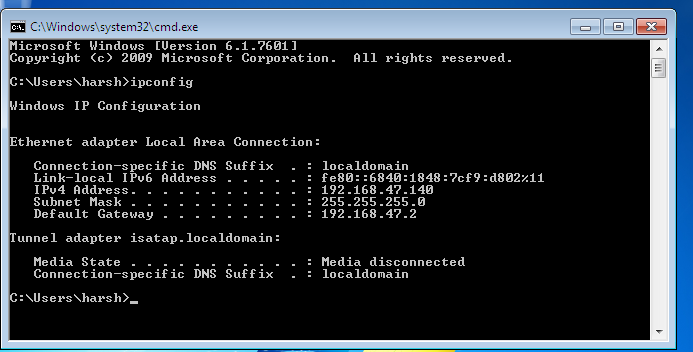 C:\Windows\system32\cmd.exe
Microsoft Windows [Version 6.1.7601]
Copyright (c) 2009 Microsoft Corporation.  All rights reserved.
C:\Users\harsh>ipconfig
Windows IP Configuration
Ethernet adapter Local Area Connection:
   Connection-specific DNS Suffix  . : localdomain
   Link-local IPv6 Address . . . . . : fe80::6840:1848:7cf9:d802%11
   IPv4 Address. . . . . . . . . . . : 192.168.47.140
   Subnet Mask . . . . . . . . . . . : 255.255.255.0
   Default Gateway . . . . . . . . . : 192.168.47.2
Tunnel adapter isatap.localdomain:
   Media State . . . . . . . . . . . : Media disconnected
   Connection-specific DNS Suffix  . : localdomain
C:\Users\harsh>_